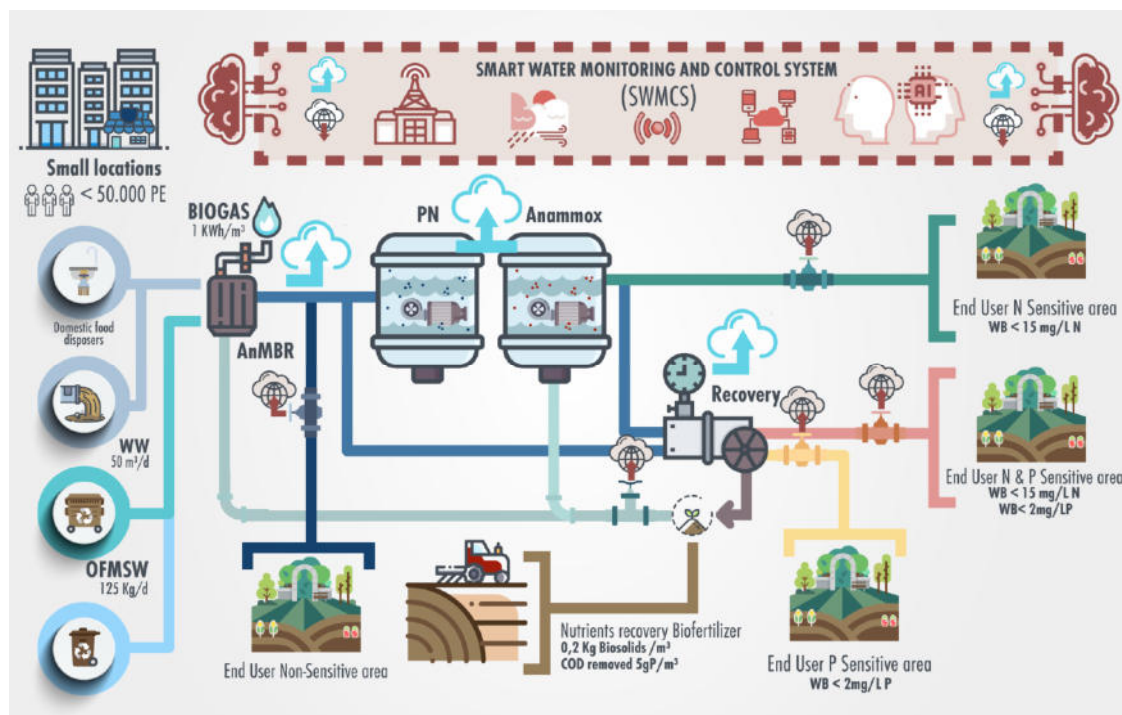 SMART WATER MONITORING AND CONTROL SYSTEM
(SWMCS)
AI
Small locations
< 50.000 PE
BIOGAS
1 KWh/m³
PN
Anammox
Domestic food
disposers
AnMBR
End User N Sensitive area
WB < 15 mg/L N
Recovery
WW
50 m³/d
End User N & P Sensitive area
WB < 15 mg/L N
WB< 2mg/LP
OFMSW
125 Kg/d
End User Non-Sensitive area
Nutrients recovery Biofertilizer
0,2 Kg Biosolids /m³
COD removed 5gP/m³
End User P Sensitive area
WB < 2mg/L P